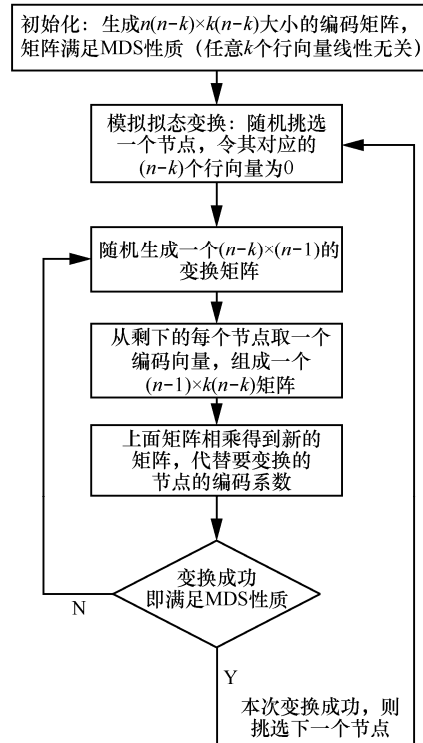 初始化：生成n(n-k)×k(n-k)大小的编码矩阵，
矩阵满足MDS性质（任意k个行向量线性无关）
模拟拟态变换：随机挑选
一个节点，令其对应的
(n-k)个行向量为0
随机生成一个(n-k)×(n-1)的
变换矩阵
从剩下的每个节点取一个
编码向量，组成一个
(n-1)×k(n-k)矩阵
上面矩阵相乘得到新的
矩阵，代替要变换的
节点的编码系数
变换成功
即满足MDS性质
N
Y
本次变换成功，则
挑选下一个节点